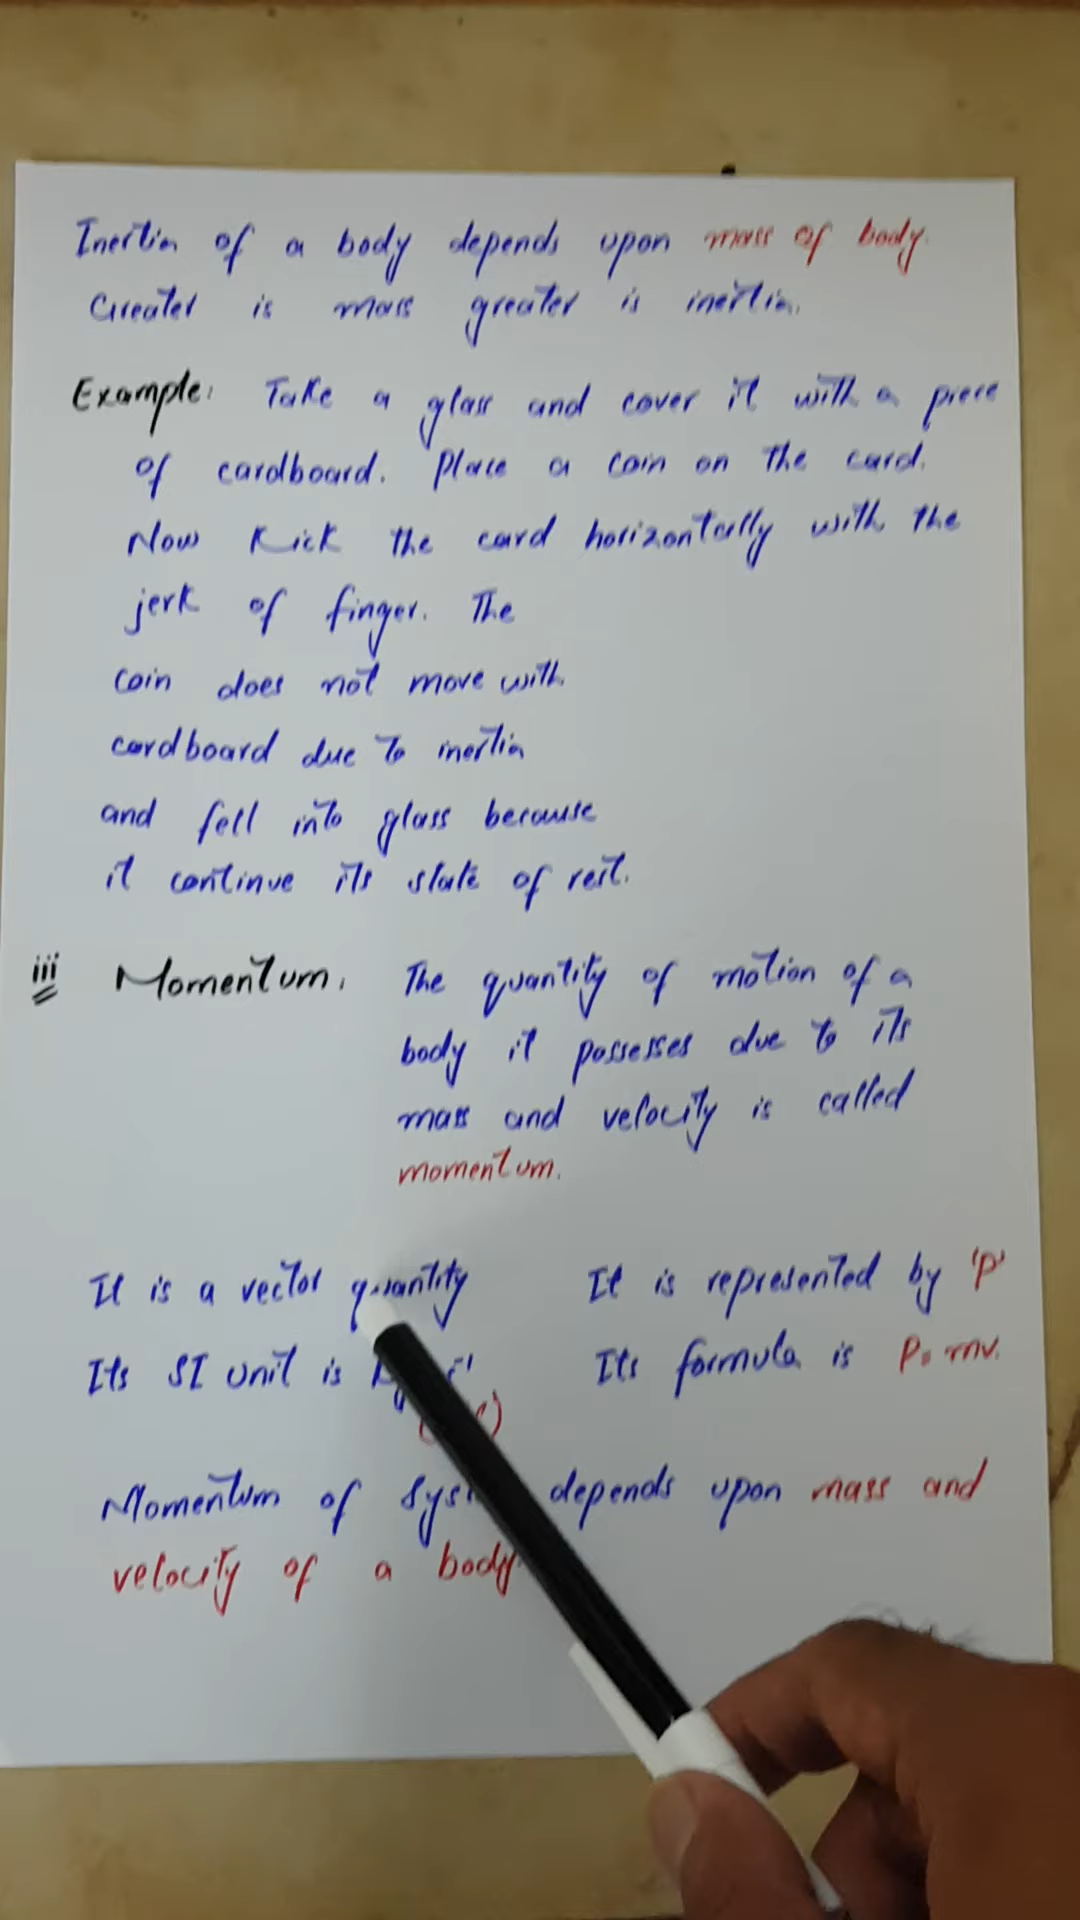 Inertia of a body depends upon mass of body.
Greater is mass greater is inertia.
Example: Take a glass and cover it with a piece
of cardboard. Place a coin on the card.
Now Kick the card horizontally with the
jerk of finger. The
coin does not move with
cardboard due to inertia
and fell into glass because
it continue its state of rest.
iii Momentum. The quantity of motion of a
body it possesses due to its
mass and velocity is called
momentum.
It is a vector quantity
It is represented by 'P'
Its SI unit is
Its formula is P = mv.
Momentum of depends upon mass and
velocity of a body